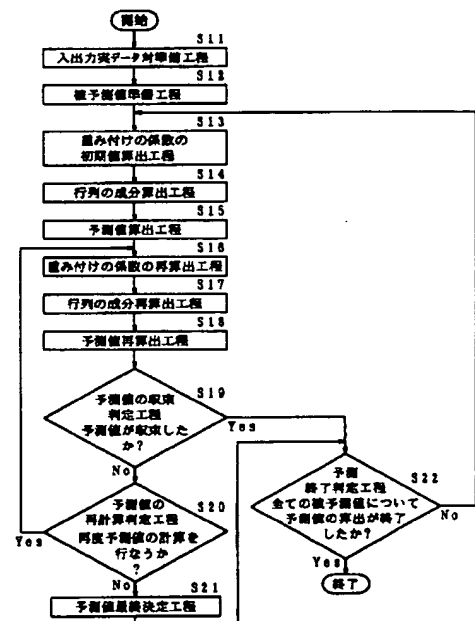 開始
S11
入出力実データ対準備工程
S12
被予測値準備工程
S13
重み付けの係数の
初期値算出工程
S14
行列の成分算出工程
S15
予測値算出工程
S16
重み付けの係数の再算出工程
S17
行列の成分再算出工程
S18
予測値再算出工程
S19
予測値の収束
判定工程
予測値が収束した
か?
Yes
No
S20
予測値の
再計算判定工程
再度予測値の計算を
行なうか
?
Yes
No
S21
予測値最終決定工程
S22
予測
終了判定工程
全ての被予測値について
予測値の算出が終了
したか?
No
Yes
終了